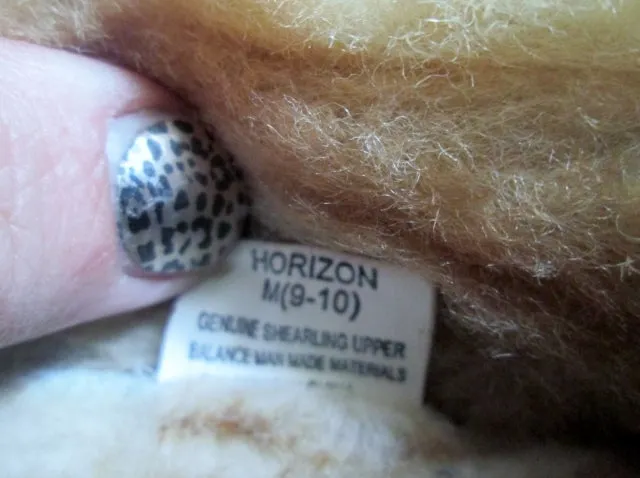 HORIZON
M(9-10)
GENUINE SHEARLING UPPER
BALANCE MAN MADE MATERIALS